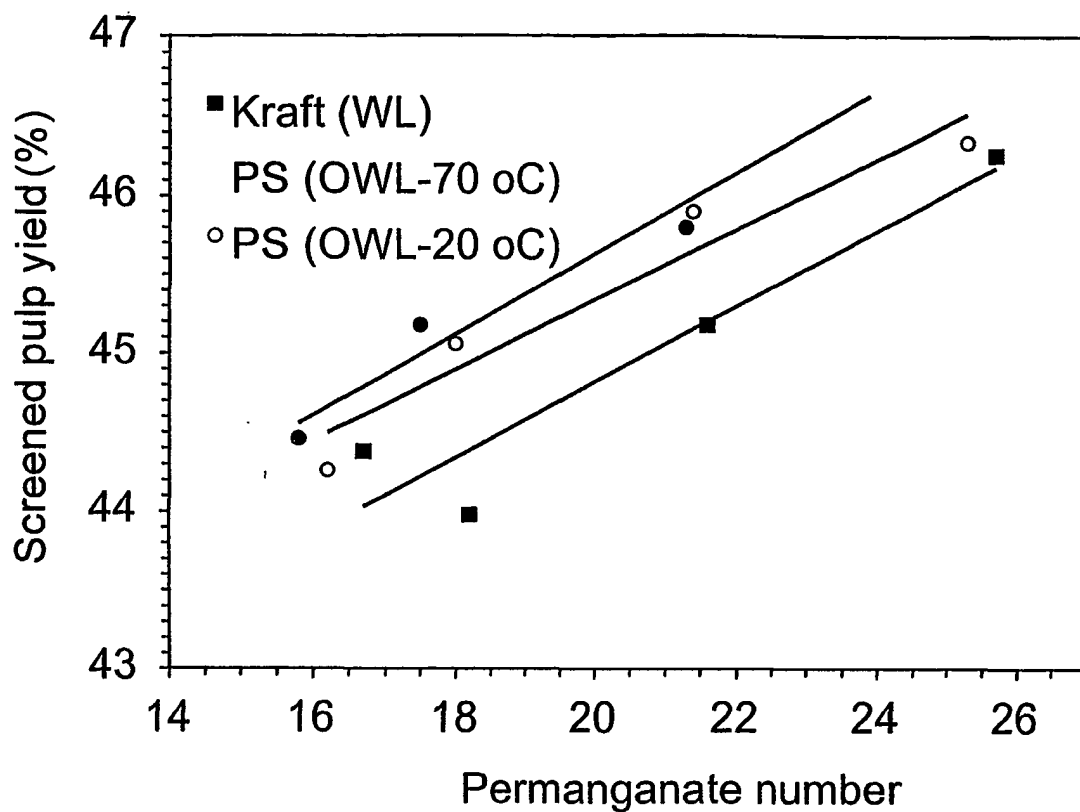 47
46
45
44
43
Screened pulp yield (%)
■ Kraft (WL)
PS (OWL-70 oC)
○ PS (OWL-20 oC)
14 16 18 20 22 24 26
Permanganate number